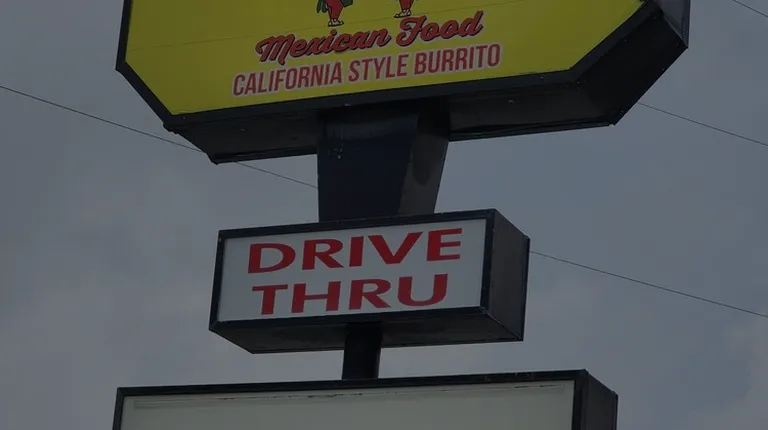 Mexican Food
CALIFORNIA STYLE BURRITO
DRIVE
THRU